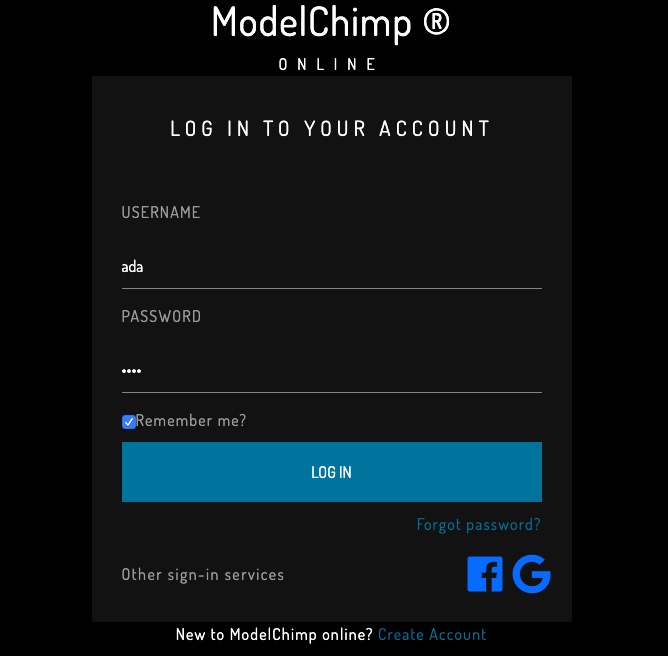 ModelChimp ®
ONLINE
LOG IN TO YOUR ACCOUNT
USERNAME
ada
PASSWORD
••••
Remember me?
LOG IN
Forgot password?
Other sign-in services
New to ModelChimp online? Create Account